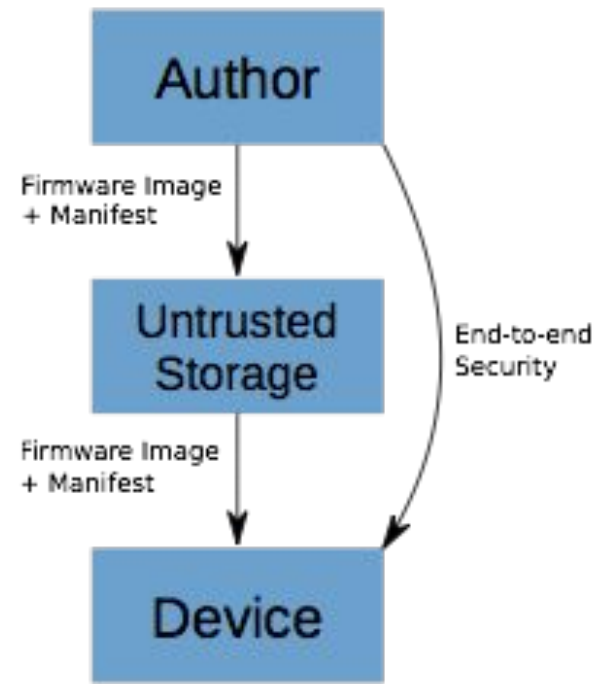 Author
Firmware Image
+ Manifest
Untrusted
Storage
End-to-end
Security
Firmware Image
+ Manifest
Device